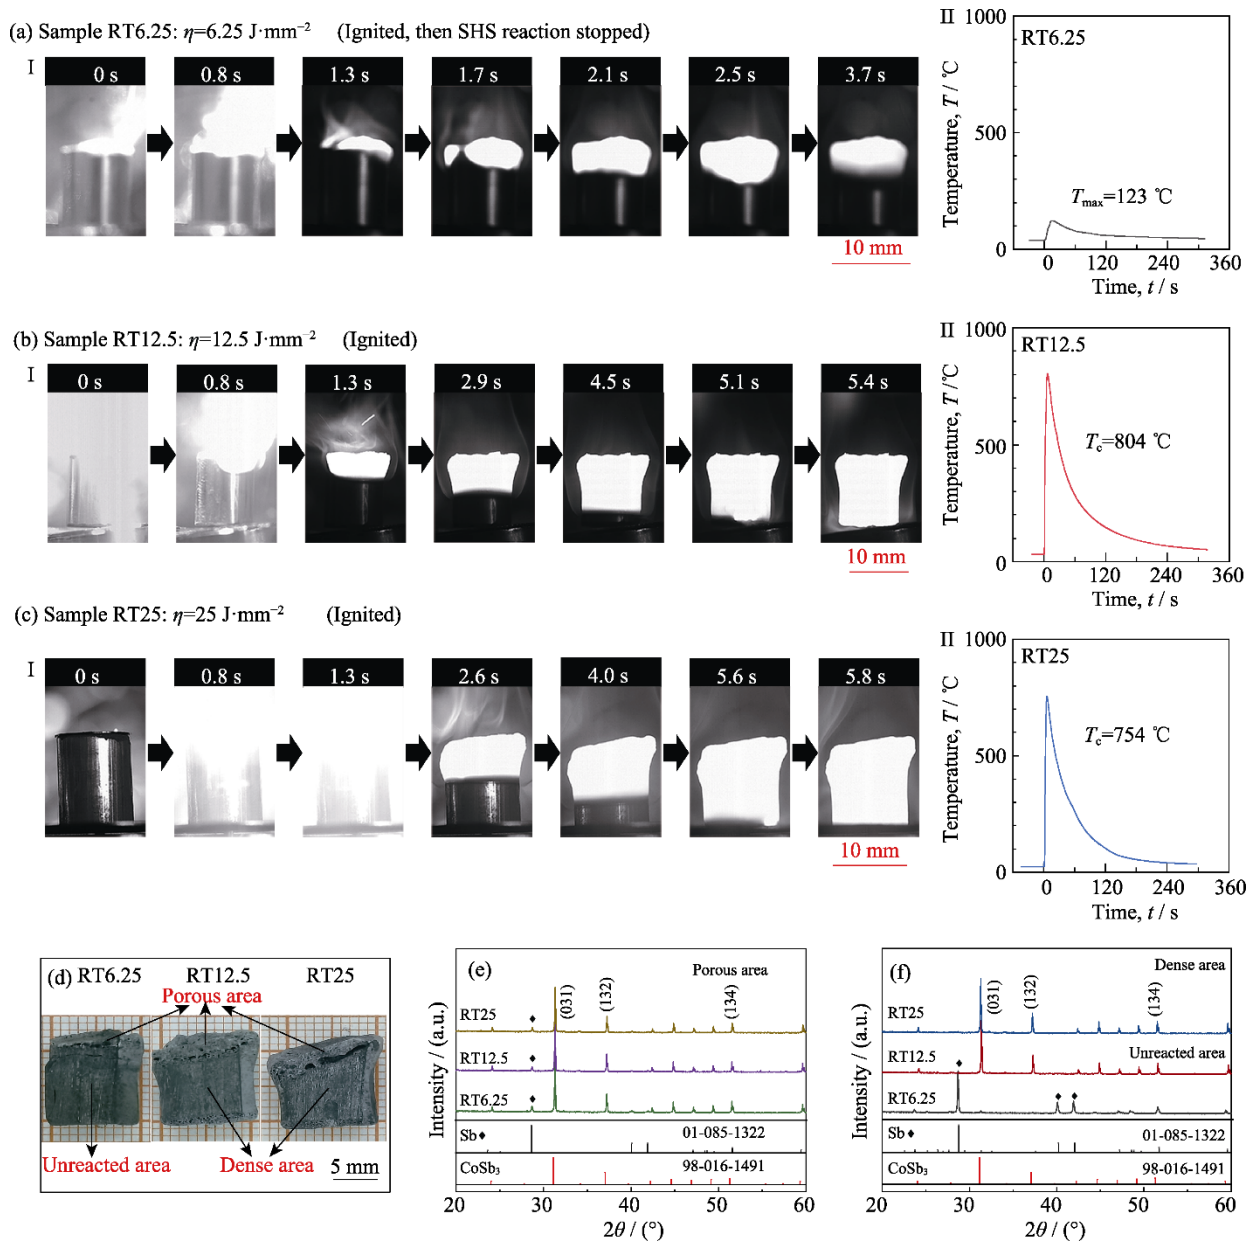 (a) Sample RT6.25: η=6.25 J·mm⁻² (Ignited, then SHS reaction stopped)
I
0 s
0.8 s
1.3 s
1.7 s
2.1 s
2.5 s
3.7 s
10 mm
II
1000
500
0
Temperature, T / ℃
RT6.25
Tmax=123 ℃
0 120 240 360
Time, t / s
(b) Sample RT12.5: η=12.5 J·mm⁻² (Ignited)
I
0 s
0.8 s
1.3 s
2.9 s
4.5 s
5.1 s
5.4 s
10 mm
II
1000
500
0
Temperature, T /℃
RT12.5
Tc=804 ℃
0 120 240 360
Time, t / s
(c) Sample RT25: η=25 J·mm⁻² (Ignited)
I
0 s
0.8 s
1.3 s
2.6 s
4.0 s
5.6 s
5.8 s
10 mm
II
1000
500
0
Temperature, T / ℃
RT25
Tc=754 ℃
0 120 240 360
Time, t / s
(d)
RT6.25 RT12.5 RT25
Porous area
Unreacted area
Dense area
5 mm
(e)
Porous area
Intensity / (a.u.)
(031)
(132)
(134)
RT25
RT12.5
RT6.25
Sb♦
01-085-1322
CoSb₃
98-016-1491
20 30 40 50 60
2θ / (°)
(f)
Dense area
Intensity / (a.u.)
(031)
(132)
(134)
RT25
Unreacted area
RT12.5
RT6.25
Sb♦
01-085-1322
CoSb₃
98-016-1491
20 30 40 50 60
2θ / (°)